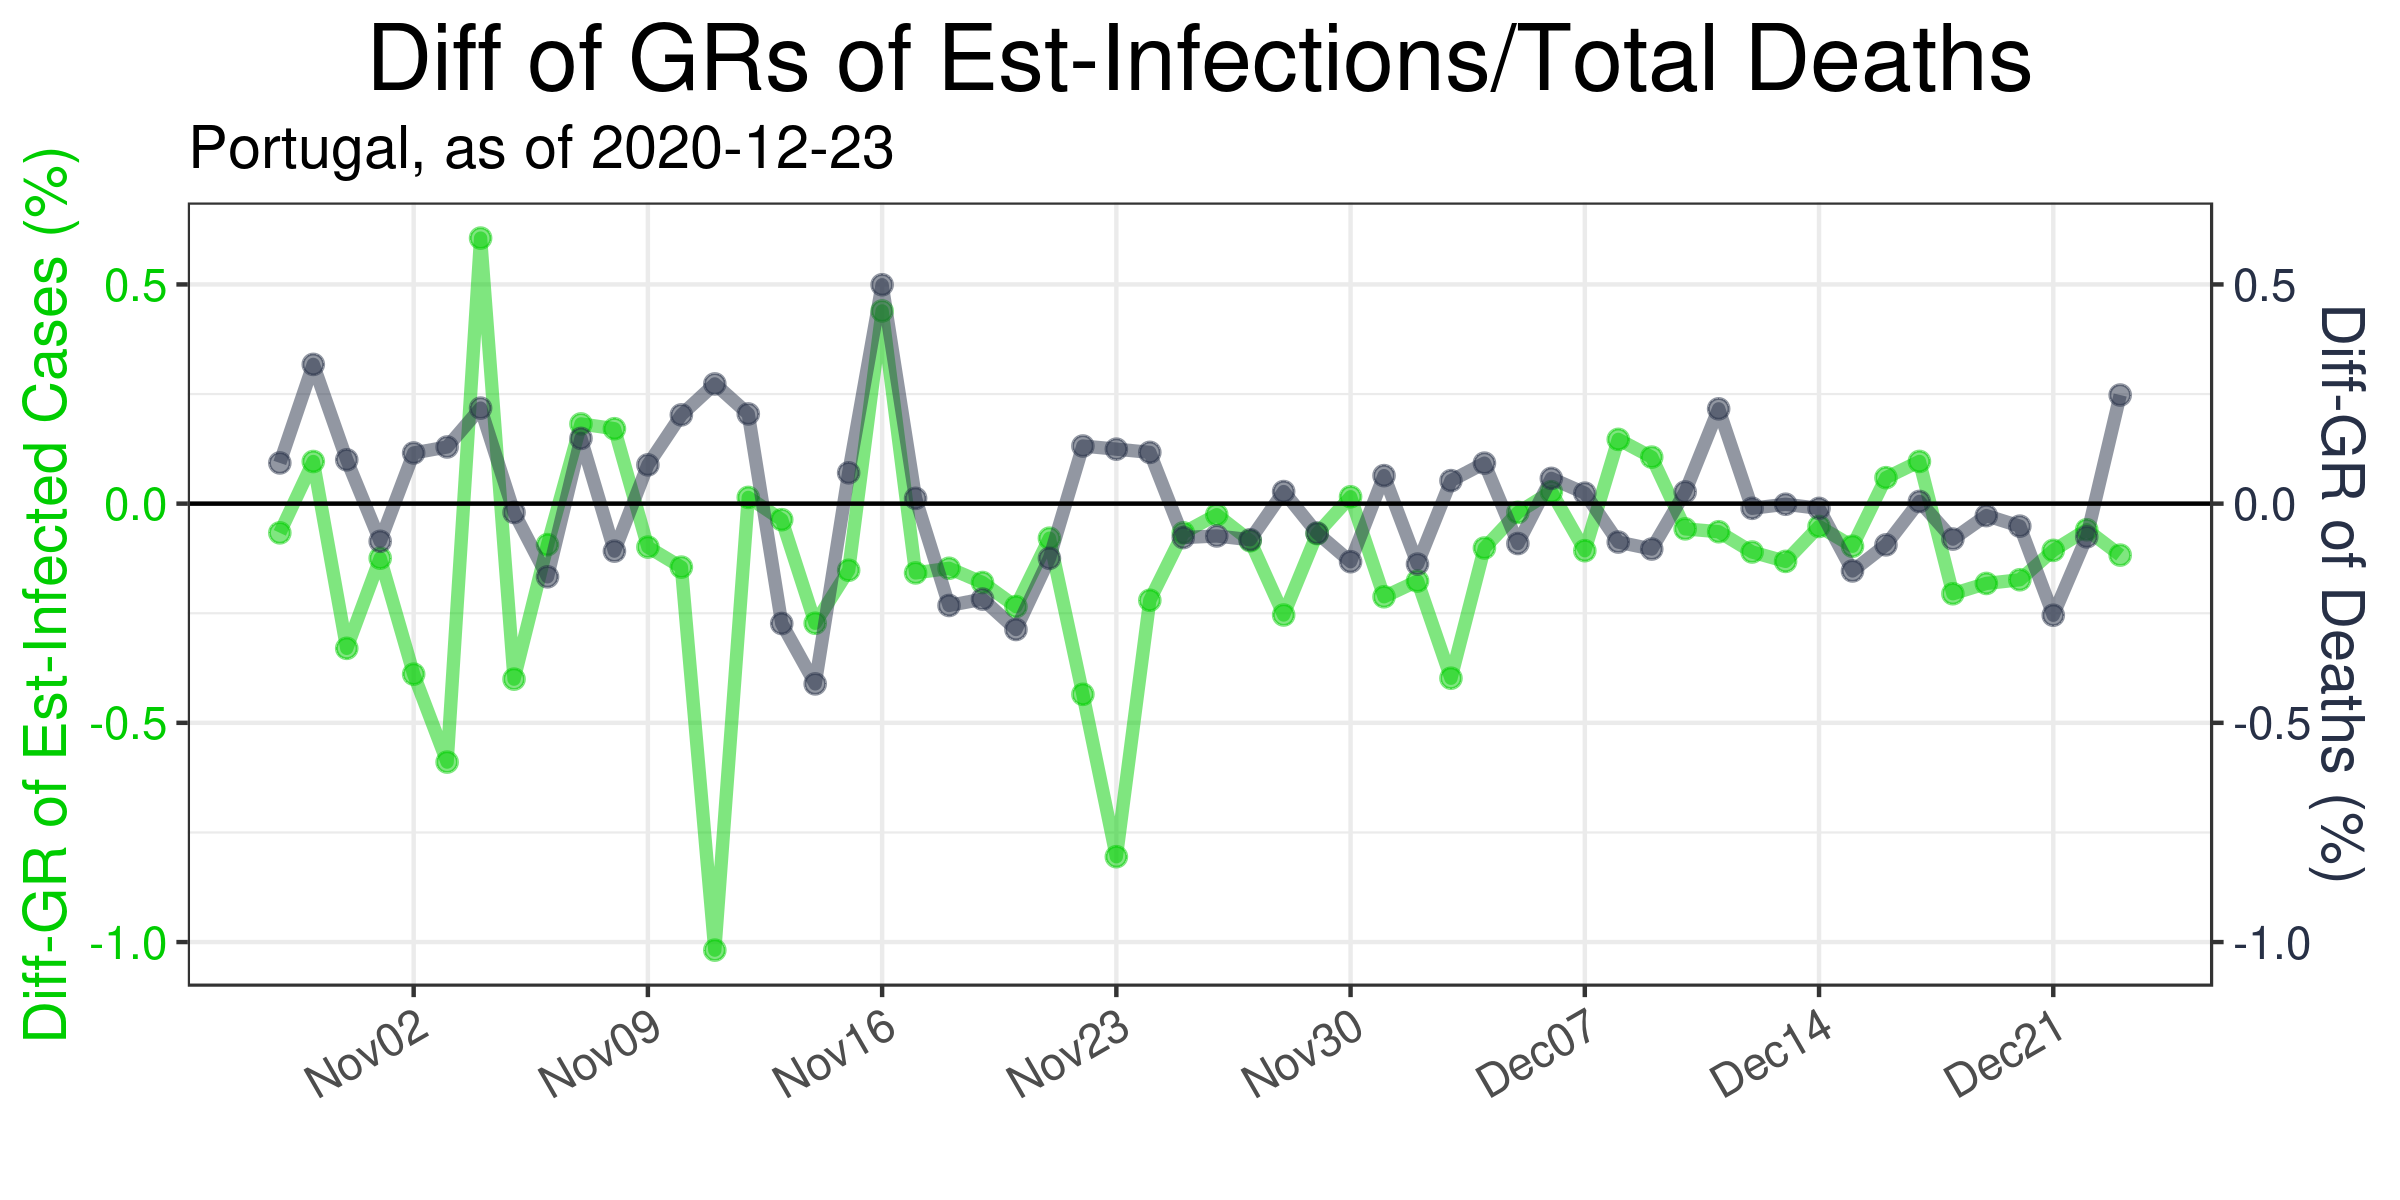 Diff of GRs of Est-Infections/Total Deaths
Portugal, as of 2020-12-23
Diff-GR of Est-Infected Cases (%)
0.5
0.0
-0.5
-1.0
0.5
0.0
-0.5
-1.0
Diff-GR of Deaths (%)
Nov02
Nov09
Nov16
Nov23
Nov30
Dec07
Dec14
Dec21